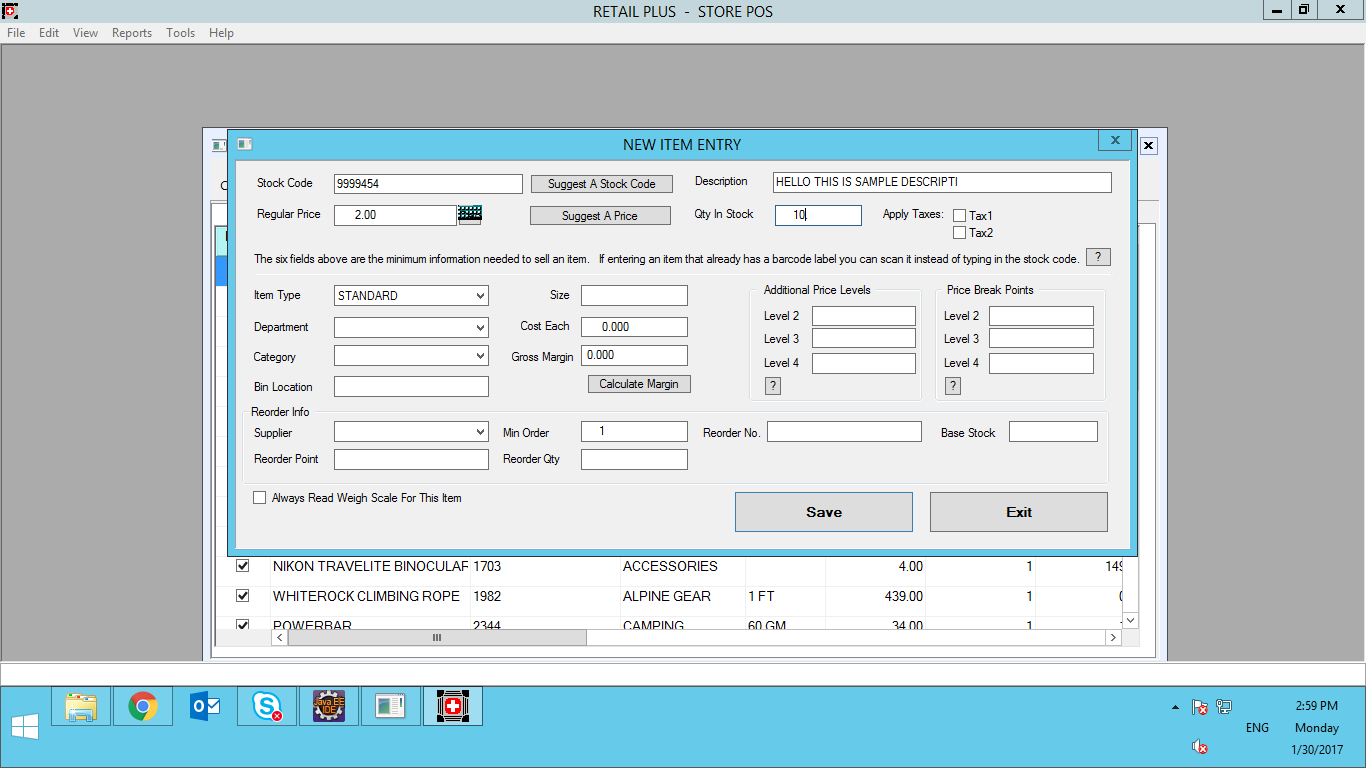 RETAIL PLUS - STORE POS
File Edit View Reports Tools Help
NEW ITEM ENTRY
Stock Code 9999454 Suggest A Stock Code Description HELLO THIS IS SAMPLE DESCRIPTI
Regular Price 2.00 Suggest A Price Qty In Stock 10 Apply Taxes: Tax1
Tax2
The six fields above are the minimum information needed to sell an item. If entering an item that already has a barcode label you can scan it instead of typing in the stock code. ?
Item Type STANDARD Size Additional Price Levels Price Break Points
Level 2 Level 2
Department Cost Each 0.000
Level 3 Level 3
Category Gross Margin 0.000
Level 4 Level 4
Bin Location Calculate Margin ? ?
Reorder Info
Supplier Min Order 1 Reorder No. Base Stock
Reorder Point Reorder Qty
Always Read Weigh Scale For This Item
Save Exit
NIKON TRAVELITE BINOCULAR 1703 ACCESSORIES 4.00 1 149
WHITEROCK CLIMBING ROPE 1982 ALPINE GEAR 1 FT 439.00 1
POWERBAR 2344 CAMPING 60 GM 34.00 1
Java EE
IDE
2:59 PM
ENG Monday
1/30/2017